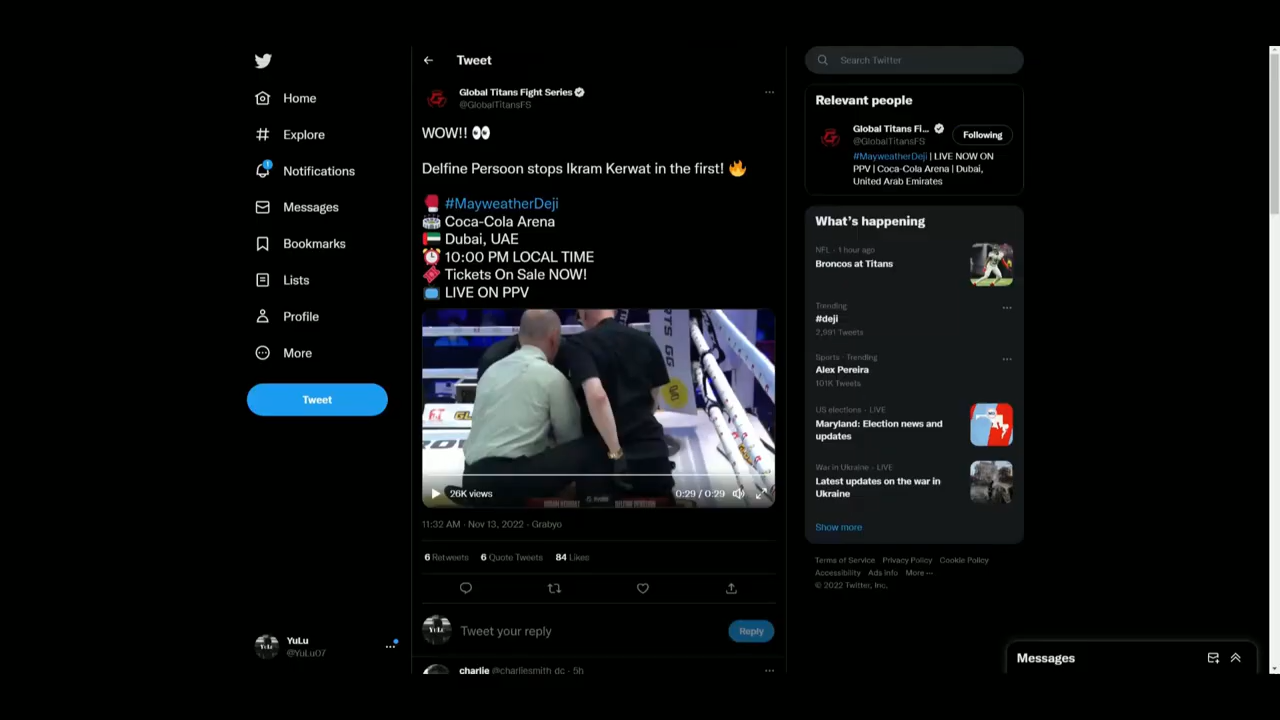 Home
Explore
Notifications
Messages
Bookmarks
Lists
Profile
More
Tweet
YuLu
@YuLu07
Tweet
Global Titans Fight Series
@GlobalTitansFS
WOW!! 👀
Delfine Persoon stops Ikram Kerwat in the first! 🔥
#MayweatherDeji
Coca-Cola Arena
Dubai, UAE
10:00 PM LOCAL TIME
Tickets On Sale NOW!
LIVE ON PPV
26K views
0:29 / 0:29
11:32 AM · Nov 13, 2022 · Grabyo
6 Retweets 6 Quote Tweets 84 Likes
Tweet your reply
Reply
charlie @charliesmith_dc · 5h
Search Twitter
Relevant people
Global Titans Fi...
@GlobalTitansFS
Following
#MayweatherDeji | LIVE NOW ON
PPV | Coca-Cola Arena | Dubai,
United Arab Emirates
What's happening
NFL · 1 hour ago
Broncos at Titans
Trending
#deji
2,991 Tweets
Sports · Trending
Alex Pereira
101K Tweets
US elections · LIVE
Maryland: Election news and
updates
War in Ukraine · LIVE
Latest updates on the war in
Ukraine
Show more
Terms of Service Privacy Policy Cookie Policy
Accessibility Ads info More ···
© 2022 Twitter, Inc.
Messages